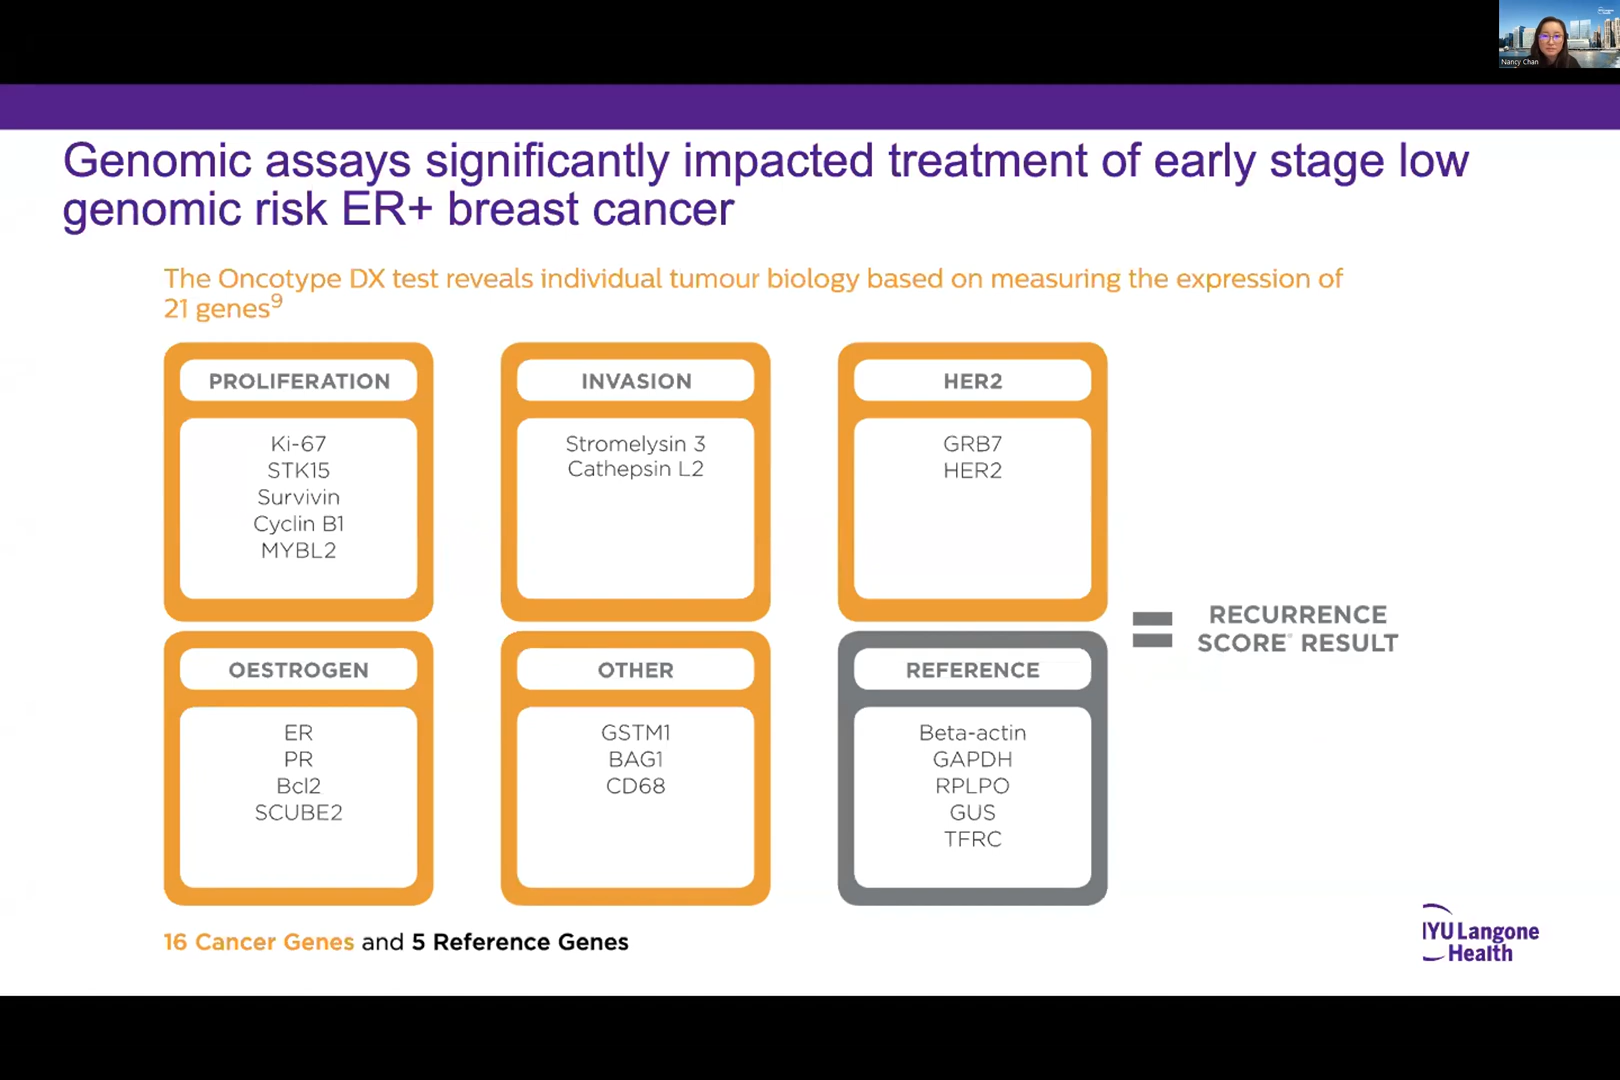 Nancy Chan
Genomic assays significantly impacted treatment of early stage low
genomic risk ER+ breast cancer
The Oncotype DX test reveals individual tumour biology based on measuring the expression of
21 genes⁹
PROLIFERATION
Ki-67
STK15
Survivin
Cyclin B1
MYBL2
INVASION
Stromelysin 3
Cathepsin L2
HER2
GRB7
HER2
OESTROGEN
ER
PR
Bcl2
SCUBE2
OTHER
GSTM1
BAG1
CD68
REFERENCE
Beta-actin
GAPDH
RPLPO
GUS
TFRC
=
RECURRENCE
SCORE® RESULT
16 Cancer Genes and 5 Reference Genes
NYU Langone
Health